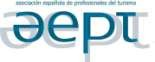 asociación española de profesionales del turismo
aept